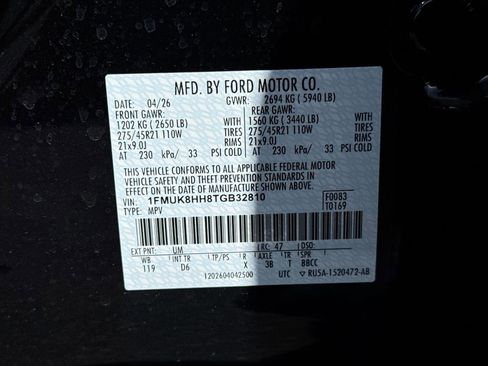 MFD. BY FORD MOTOR CO.
DATE: 04/26 GVWR: 2694 KG ( 5940 LB)
FRONT GAWR: REAR GAWR:
1202 KG ( 2650 LB) WITH 1560 KG ( 3440 LB) WITH
275/45R21 110W TIRES 275/45R21 110W TIRES
21x9.0J RIMS 21x9.0J RIMS
AT 230 kPa/ 33 PSI COLD AT 230 kPa/ 33 PSI COLD
THIS VEHICLE CONFORMS TO ALL APPLICABLE FEDERAL MOTOR
VEHICLE SAFETY AND THEFT PREVENTION STANDARDS IN EFFECT
ON THE DATE OF MANUFACTURE SHOWN ABOVE.
VIN: 1FMUK8HH8TGB32810 F0083
TYPE: MPV T0169
EXT PNT: UM RC: 47 DSO:
WB INT TR TP/PS R AXLE TR SPR
119 D6 X 3B T BBCC
1202604042500 UTC RU5A-1520472-AB